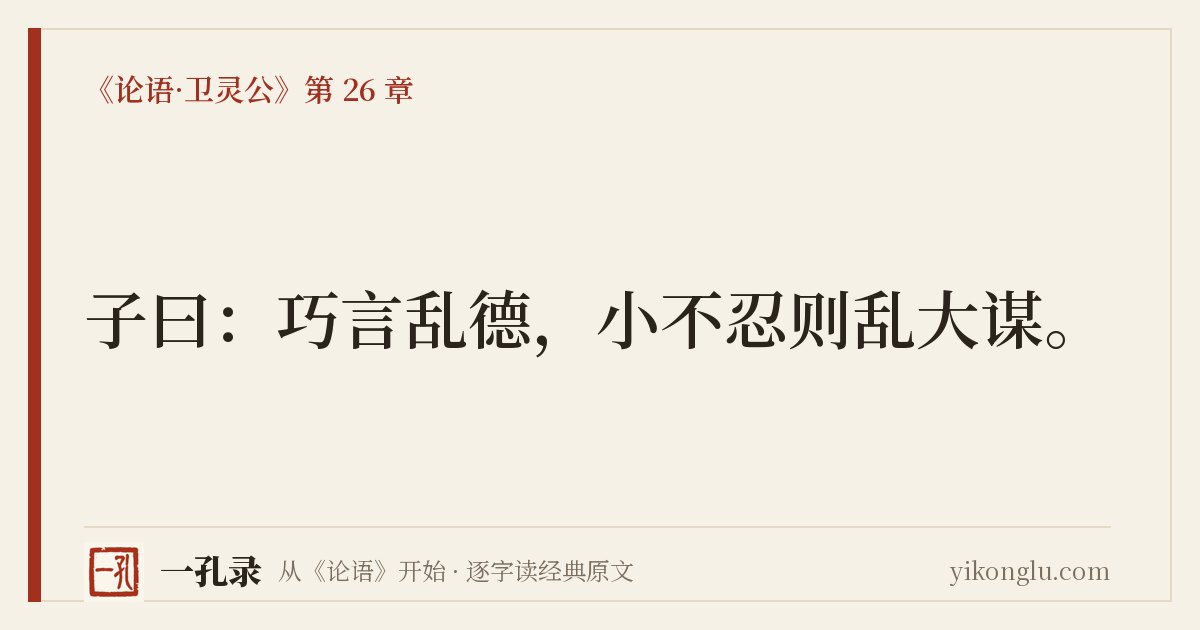 《论语·卫灵公》第 26 章
子曰：巧言乱德，小不忍则乱大谋。
一孔
一孔录 从《论语》开始 · 逐字读经典原文 yikonglu.com